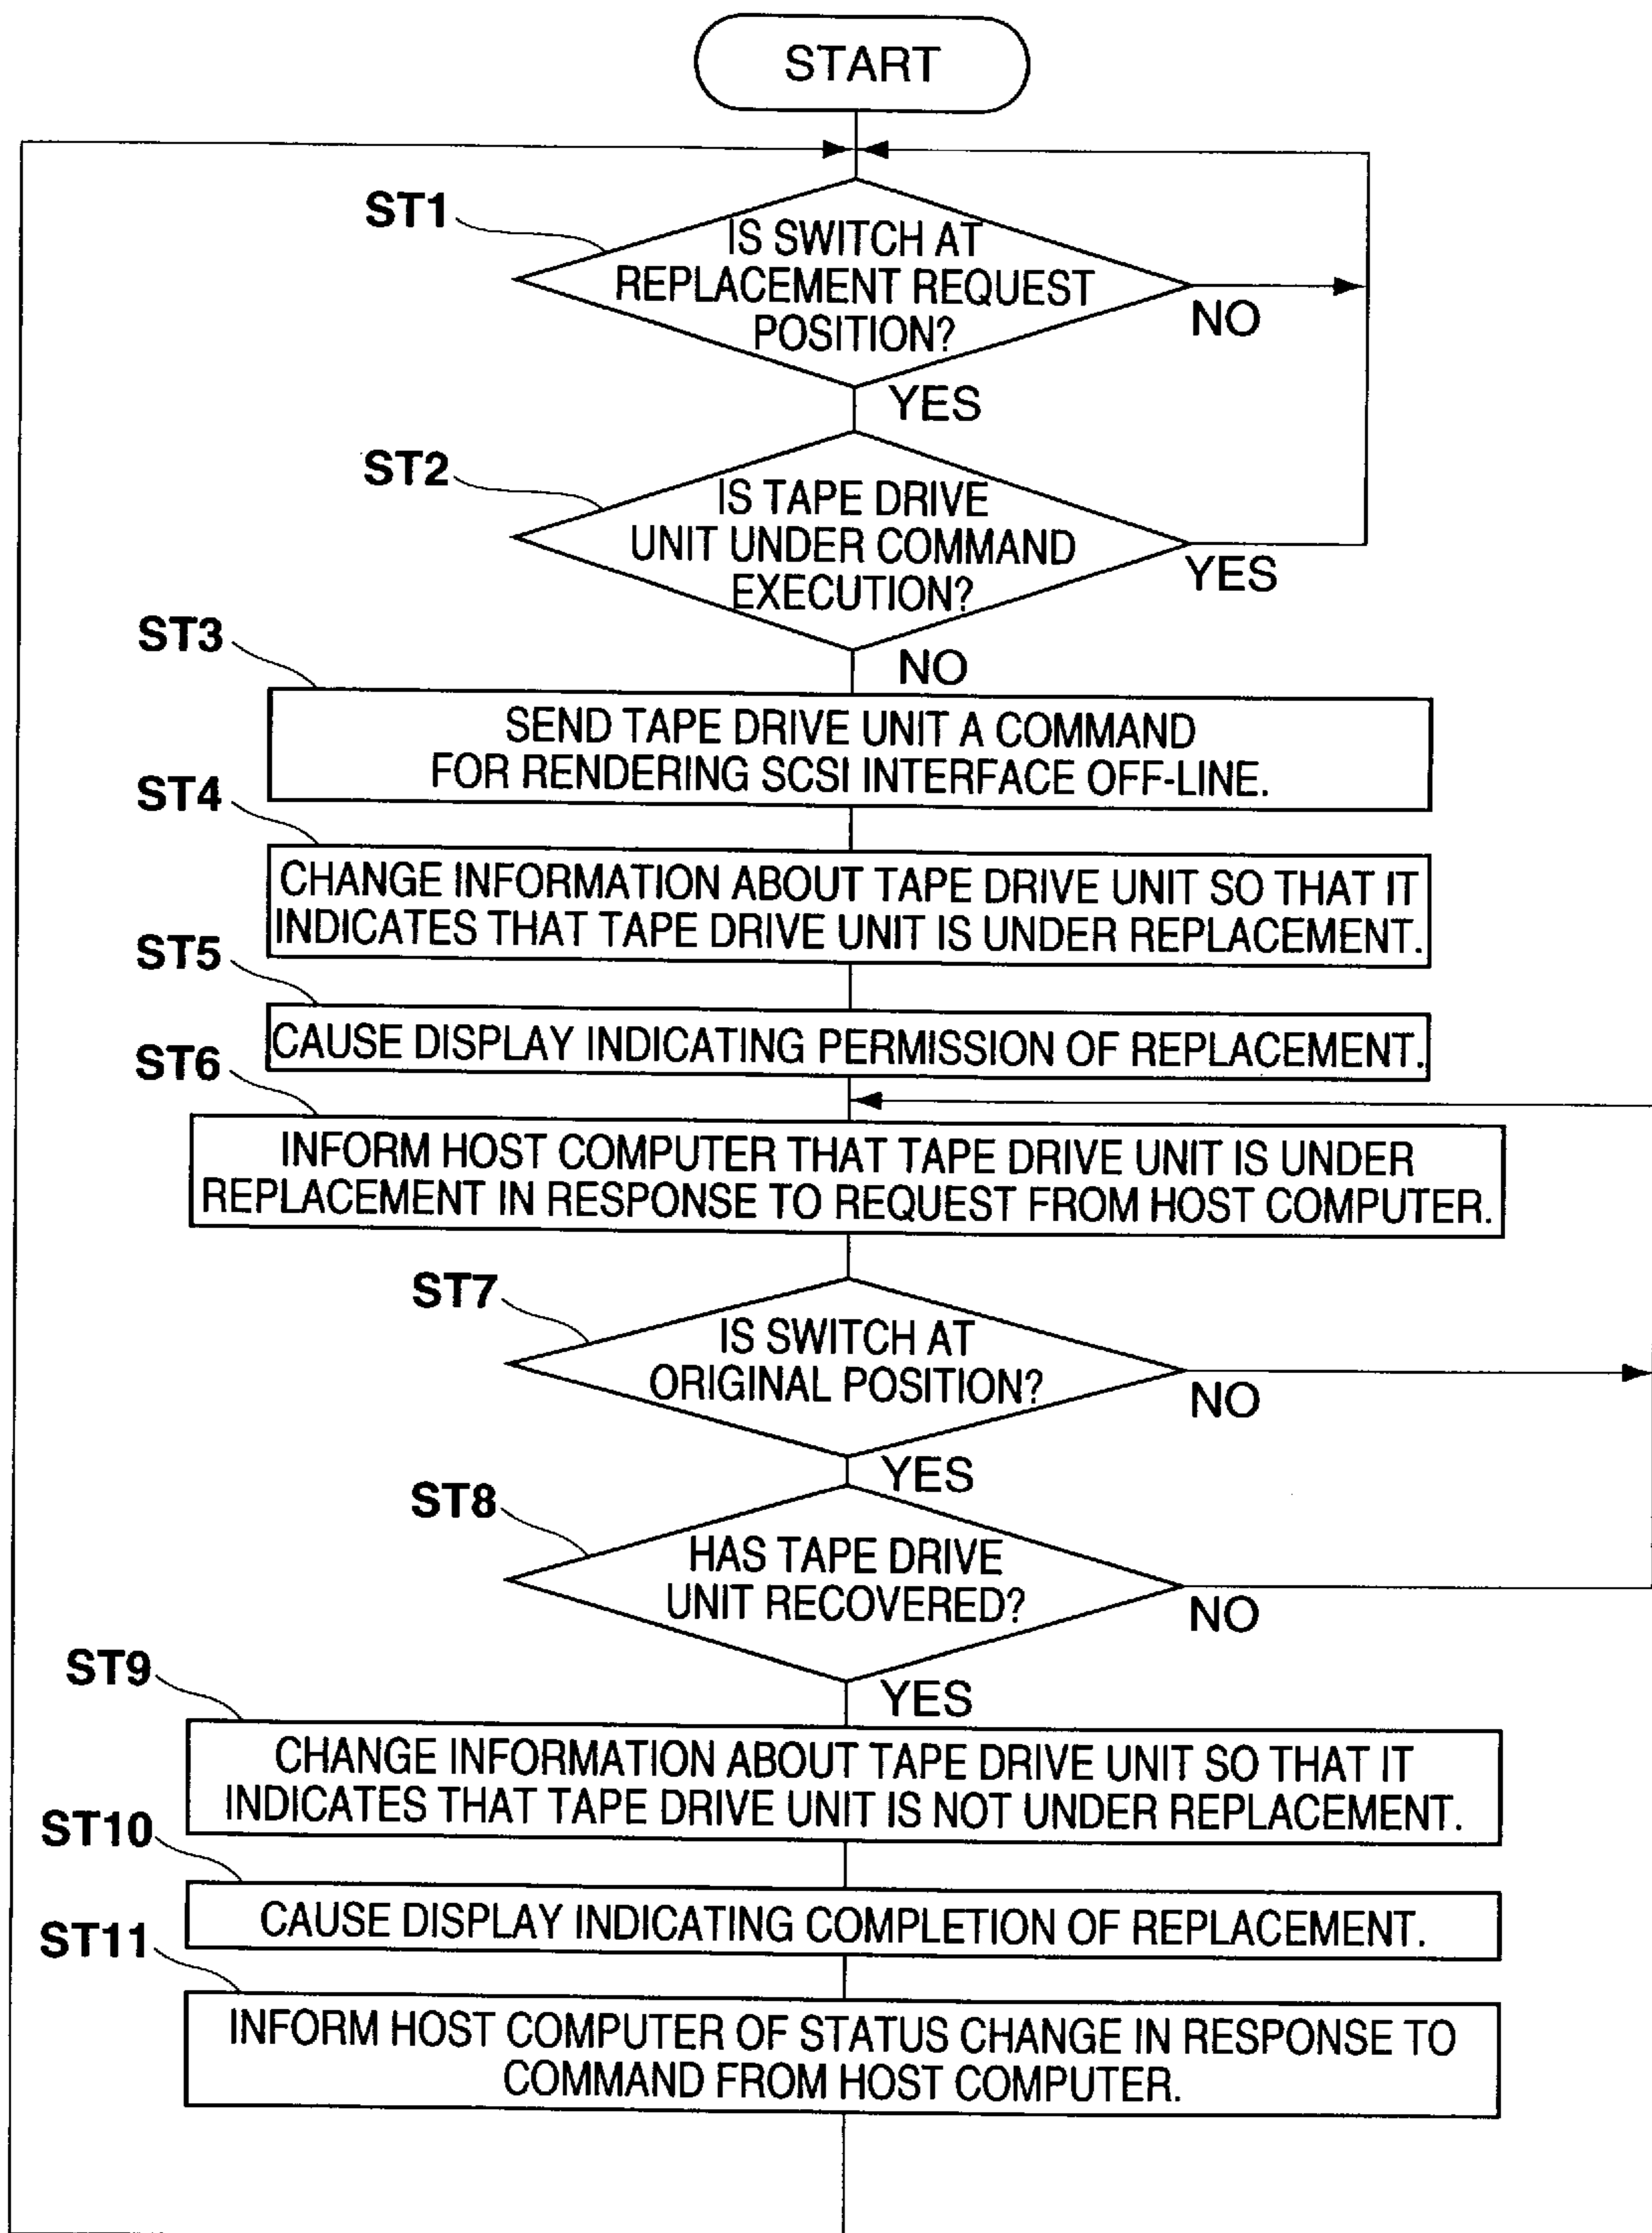 START
ST1
IS SWITCH AT
REPLACEMENT REQUEST
POSITION?
NO
YES
ST2
IS TAPE DRIVE
UNIT UNDER COMMAND
EXECUTION?
YES
NO
ST3
SEND TAPE DRIVE UNIT A COMMAND
FOR RENDERING SCSI INTERFACE OFF-LINE.
ST4
CHANGE INFORMATION ABOUT TAPE DRIVE UNIT SO THAT IT
INDICATES THAT TAPE DRIVE UNIT IS UNDER REPLACEMENT.
ST5
CAUSE DISPLAY INDICATING PERMISSION OF REPLACEMENT.
ST6
INFORM HOST COMPUTER THAT TAPE DRIVE UNIT IS UNDER
REPLACEMENT IN RESPONSE TO REQUEST FROM HOST COMPUTER.
ST7
IS SWITCH AT
ORIGINAL POSITION?
NO
YES
ST8
HAS TAPE DRIVE
UNIT RECOVERED?
NO
YES
ST9
CHANGE INFORMATION ABOUT TAPE DRIVE UNIT SO THAT IT
INDICATES THAT TAPE DRIVE UNIT IS NOT UNDER REPLACEMENT.
ST10
CAUSE DISPLAY INDICATING COMPLETION OF REPLACEMENT.
ST11
INFORM HOST COMPUTER OF STATUS CHANGE IN RESPONSE TO
COMMAND FROM HOST COMPUTER.